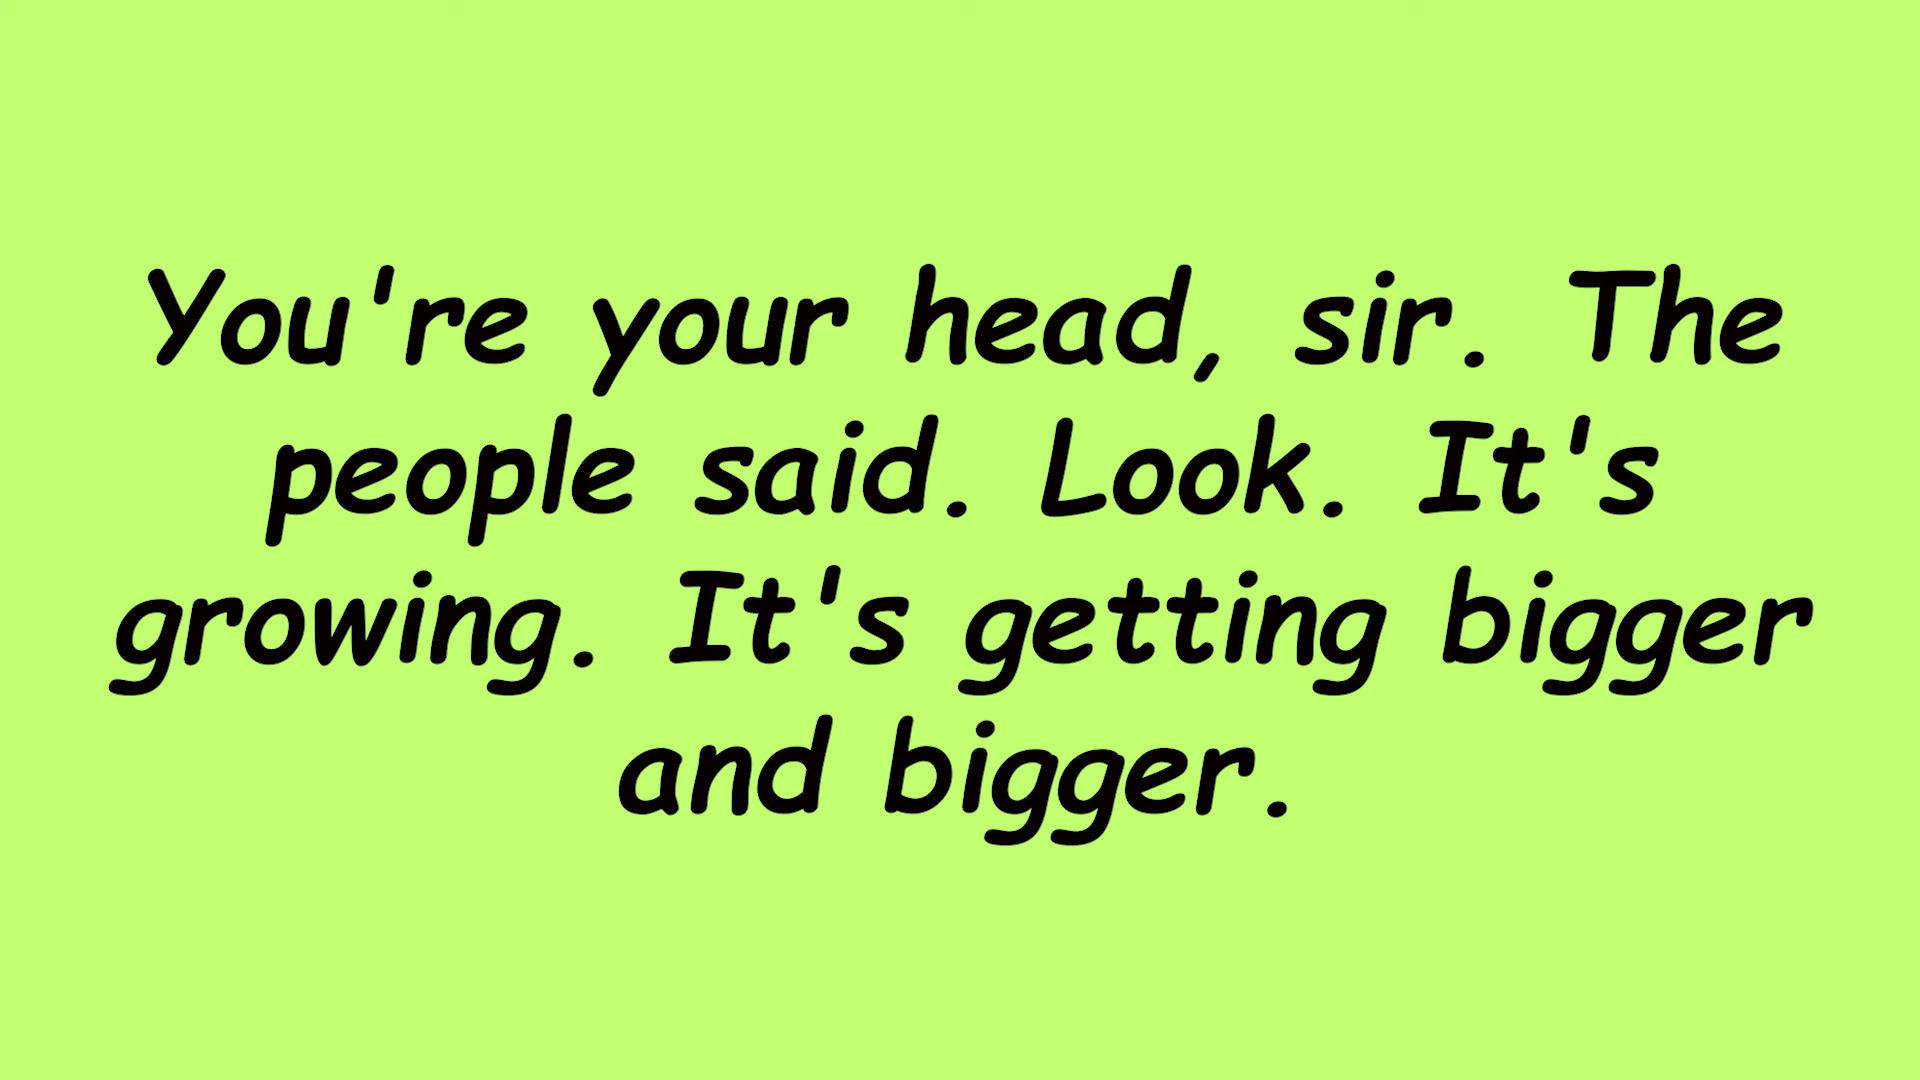 You're your head, sir. The
people said. Look. It's
growing. It's getting bigger
and bigger.